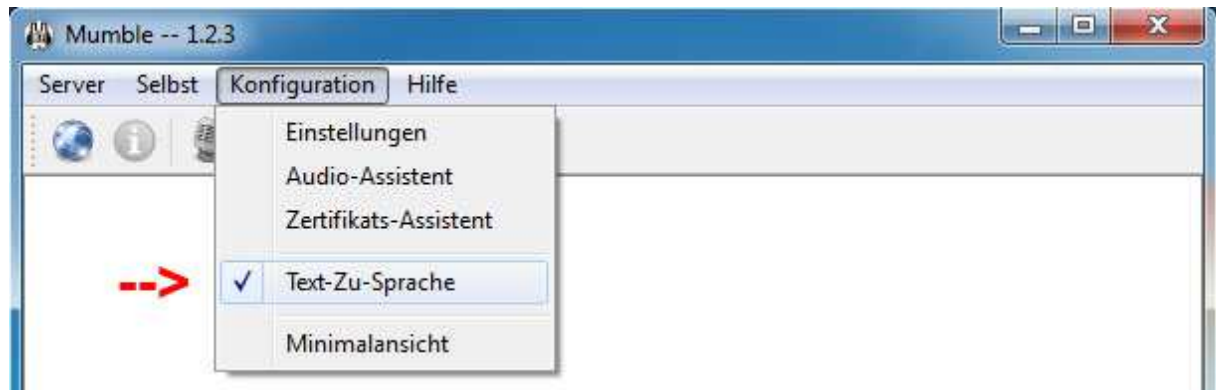 Mumble -- 1.2.3
Server Selbst Konfiguration Hilfe
Einstellungen
Audio-Assistent
Zertifikats-Assistent
--> ✓ Text-Zu-Sprache
Minimalansicht